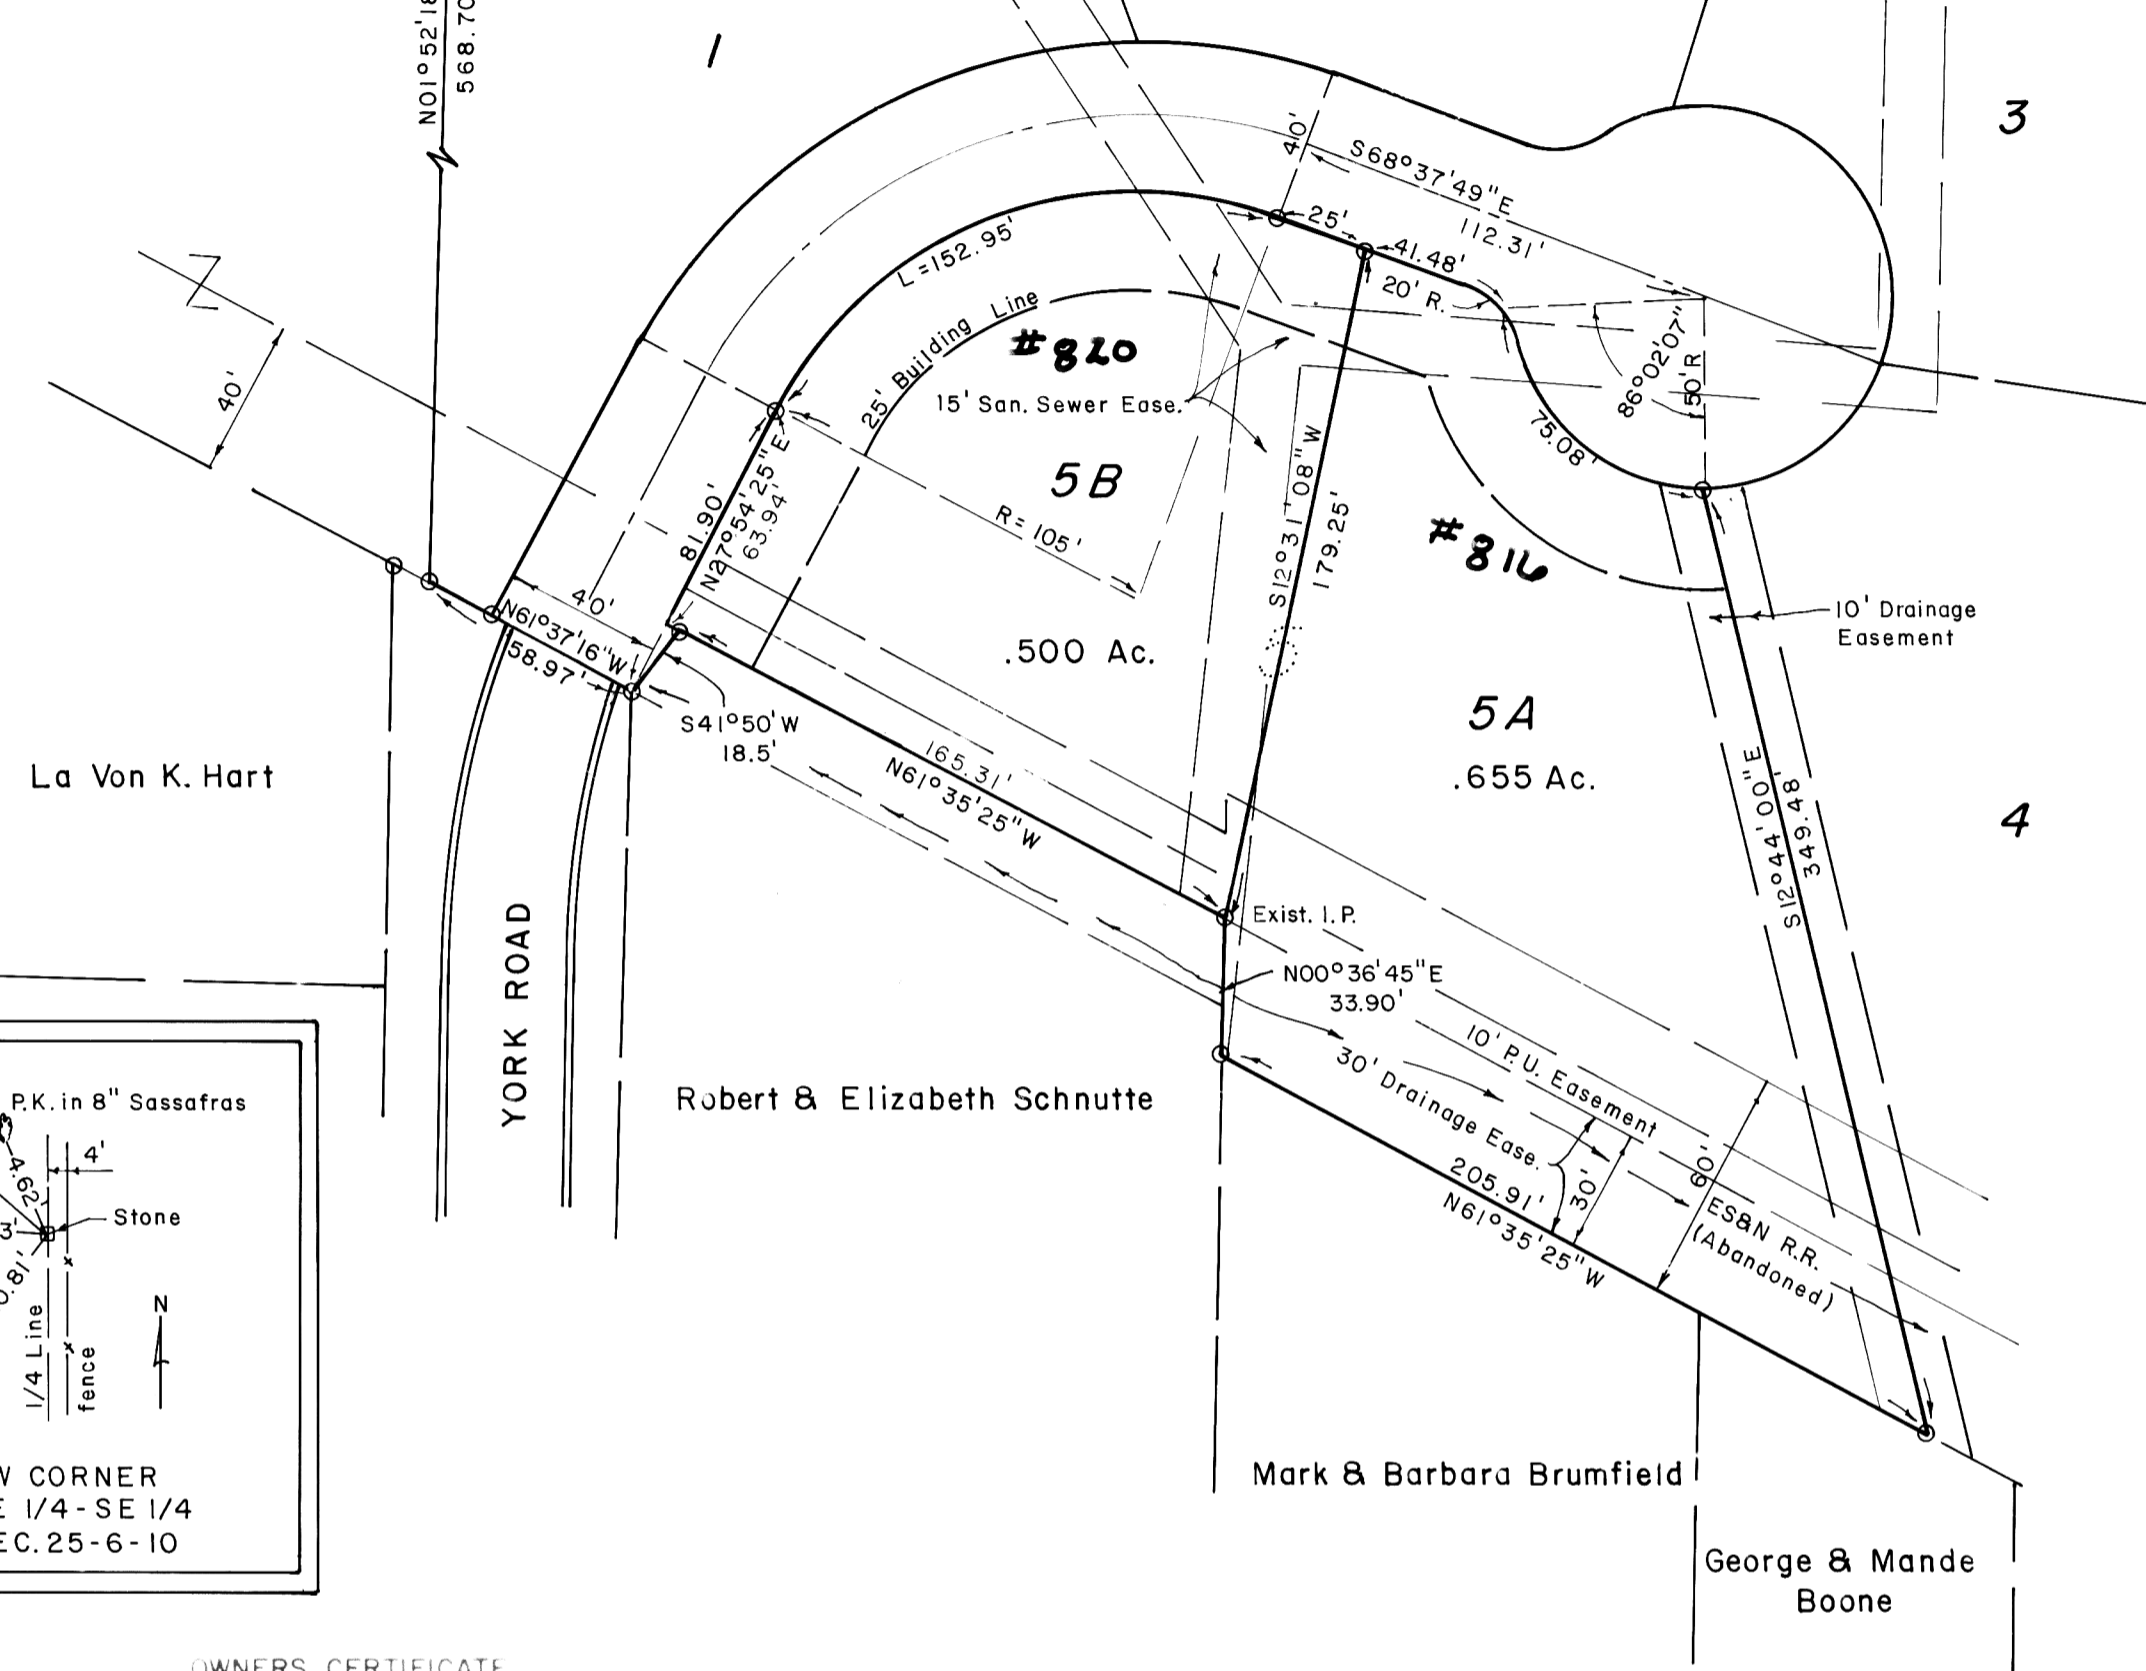 N01°52'18
568.70
1
3
40'
S68°37'49"E
112.31'
25'
41.48'
20' R.
L=152.95'
25' Building Line
#820
15' San. Sewer Ease.
5B
86°02'07"
50' R
75.08'
40'
81.90'
N27°54'25"E
63.94'
R= 105'
S12°31'08"W
179.25'
#816
40'
N61°37'16"W
58.97'
.500 Ac.
10' Drainage
Easement
S41°50'W
18.5'
5A
.655 Ac.
La Von K. Hart
165.31'
N61°35'25"W
S12°44'00"E
349.48'
4
YORK ROAD
Exist. I.P.
N00°36'45"E
33.90'
10' P.U. Easement
30' Drainage Ease.
Robert & Elizabeth Schnutte
205.91'
N61°35'25"W
30'
60'
ES&N R.R.
(Abandoned)
P.K. in 8" Sassafras
4'
4.62'
Stone
3'
0.81'
1/4 Line
fence
N
W CORNER
E 1/4 - SE 1/4
EC. 25-6-10
Mark & Barbara Brumfield
George & Mande
Boone
OWNERS CERTIFICATE